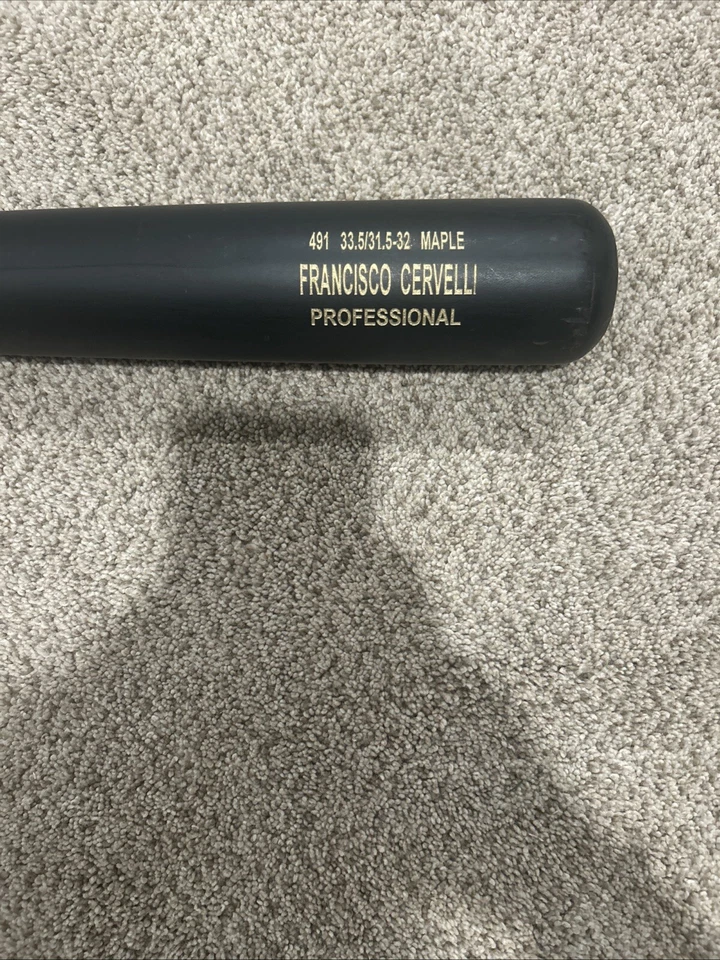 491 33.5/31.5-32 MAPLE
FRANCISCO CERVELLI
PROFESSIONAL